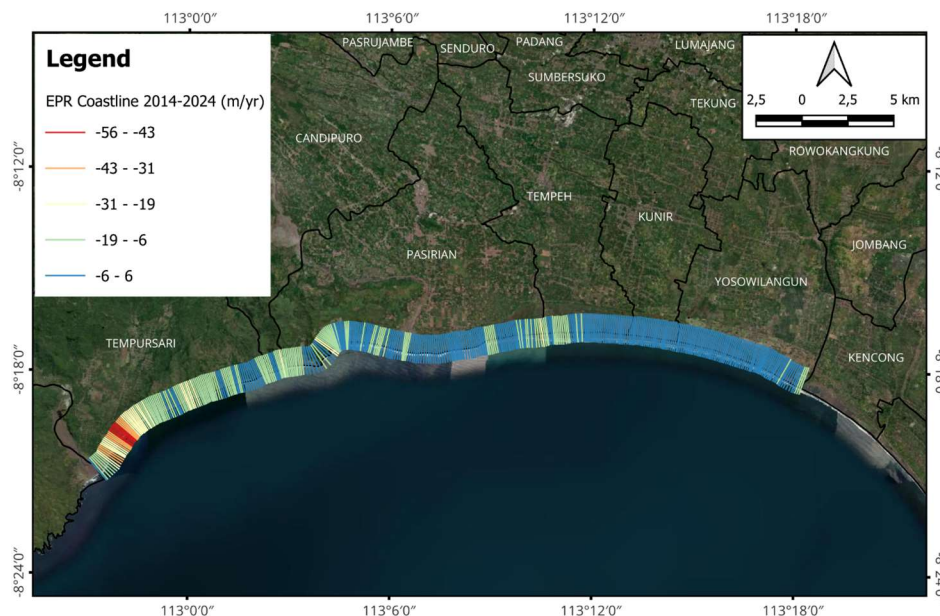 113°0′0″ 113°6′0″ 113°12′0″ 113°18′0″
Legend
EPR Coastline 2014-2024 (m/yr)
-56 - -43
-43 - -31
-31 - -19
-19 - -6
-6 - 6
2,5 0 2,5 5 km
PASRUJAMBE
SENDURO
PADANG
LUMAJANG
SUMBERSUKO
TEKUNG
CANDIPURO
ROWOKANGKUNG
TEMPEH
KUNIR
JOMBANG
PASIRIAN
YOSOWILANGUN
TEMPURSARI
KENCONG
-8°12′0″
-8°18′0″
-8°24′0″
113°0′0″ 113°6′0″ 113°12′0″ 113°18′0″